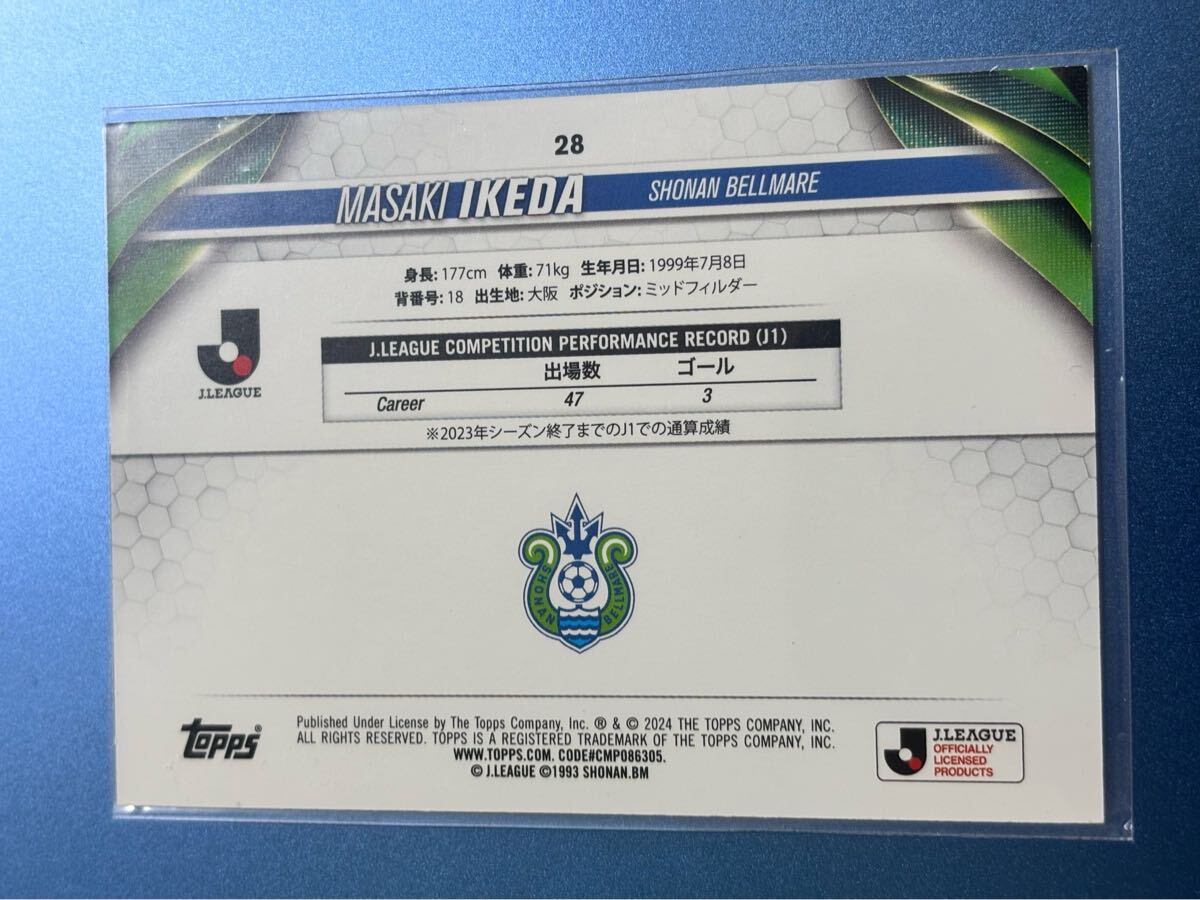 28
MASAKI IKEDA SHONAN BELLMARE
身長: 177cm 体重: 71kg 生年月日: 1999年7月8日
背番号: 18 出生地: 大阪 ポジション: ミッドフィルダー
J.LEAGUE
J.LEAGUE COMPETITION PERFORMANCE RECORD (J1)
出場数 ゴール
Career 47 3
※2023年シーズン終了までのJ1での通算成績
SHONAN BELLMARE
topps®
Published Under License by The Topps Company, Inc. ® & © 2024 THE TOPPS COMPANY, INC.
ALL RIGHTS RESERVED. TOPPS IS A REGISTERED TRADEMARK OF THE TOPPS COMPANY, INC.
WWW.TOPPS.COM. CODE#CMP086305.
© J.LEAGUE ©1993 SHONAN.BM
J.LEAGUE
OFFICIALLY
LICENSED
PRODUCTS